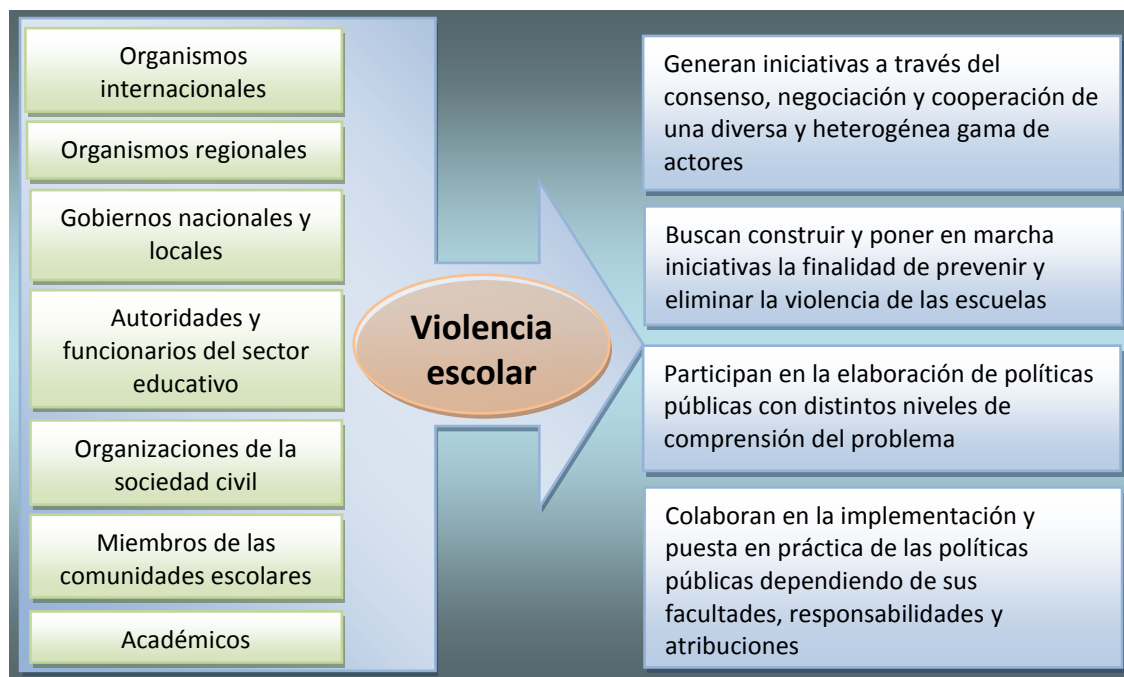 Organismos
internacionales
Organismos regionales
Gobiernos nacionales y
locales
Autoridades y
funcionarios del sector
educativo
Organizaciones de la
sociedad civil
Miembros de las
comunidades escolares
Académicos
Violencia
escolar
Generan iniciativas a través del
consenso, negociación y cooperación de
una diversa y heterogénea gama de
actores
Buscan construir y poner en marcha
iniciativas la finalidad de prevenir y
eliminar la violencia de las escuelas
Participan en la elaboración de políticas
públicas con distintos niveles de
comprensión del problema
Colaboran en la implementación y
puesta en práctica de las políticas
públicas dependiendo de sus
facultades, responsabilidades y
atribuciones